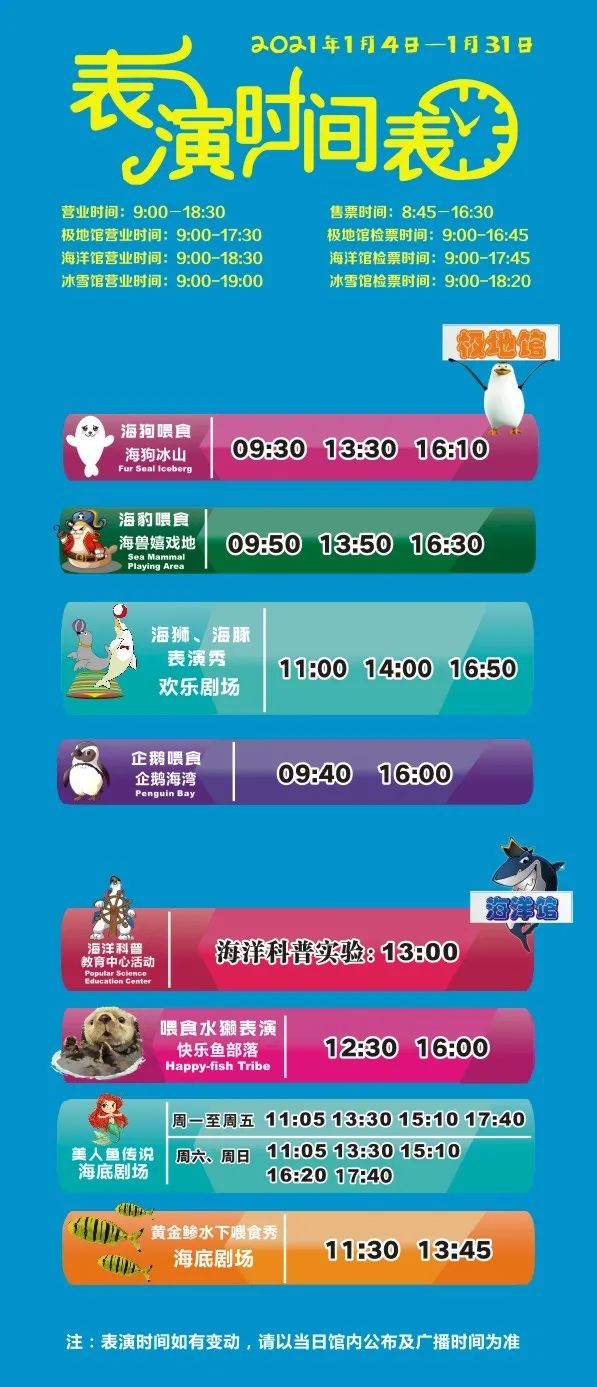 2021年1月4日—1月31日
表演时间表
营业时间：9:00-18:30
售票时间：8:45-16:30
极地馆营业时间：9:00-17:30
极地馆检票时间：9:00-16:45
海洋馆营业时间：9:00-18:30
海洋馆检票时间：9:00-17:45
冰雪馆营业时间：9:00-19:00
冰雪馆检票时间：9:00-18:20
极地馆
海狗喂食
海狗冰山
Fur Seal Iceberg
09:30 13:30 16:10
海豹喂食
海兽嬉戏地
Sea Mammal
Playing Area
09:50 13:50 16:30
海狮、海豚
表演秀
欢乐剧场
11:00 14:00 16:50
企鹅喂食
企鹅海湾
Penguin Bay
09:40 16:00
海洋馆
海洋科普
教育中心活动
Popular Science
Education Center
海洋科普实验：13:00
喂食水獭表演
快乐鱼部落
Happy-fish Tribe
12:30 16:00
美人鱼传说
海底剧场
周一至周五 11:05 13:30 15:10 17:40
周六、周日 11:05 13:30 15:10
16:20 17:40
黄金鲹水下喂食秀
海底剧场
11:30 13:45
注：表演时间如有变动，请以当日馆内公布及广播时间为准